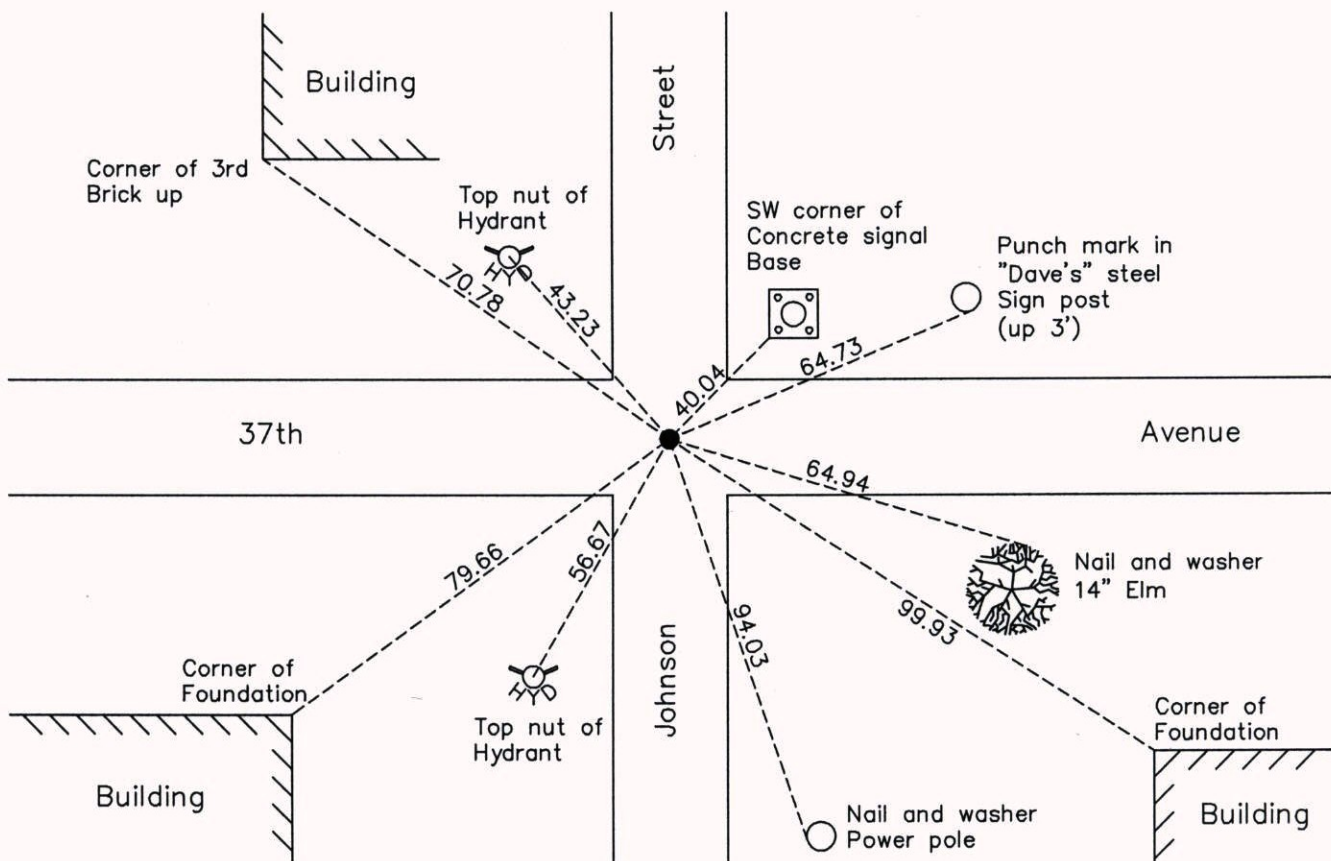 Building
Street
Corner of 3rd
Brick up
Top nut of
Hydrant
HYD
70.78
43.23
SW corner of
Concrete signal
Base
Punch mark in
"Dave's" steel
Sign post
(up 3')
40.04
64.73
37th
Avenue
64.94
79.66
56.67
Nail and washer
14" Elm
94.03
99.93
Johnson
Corner of
Foundation
HYD
Top nut of
Hydrant
Corner of
Foundation
Building
Nail and washer
Power pole
Building